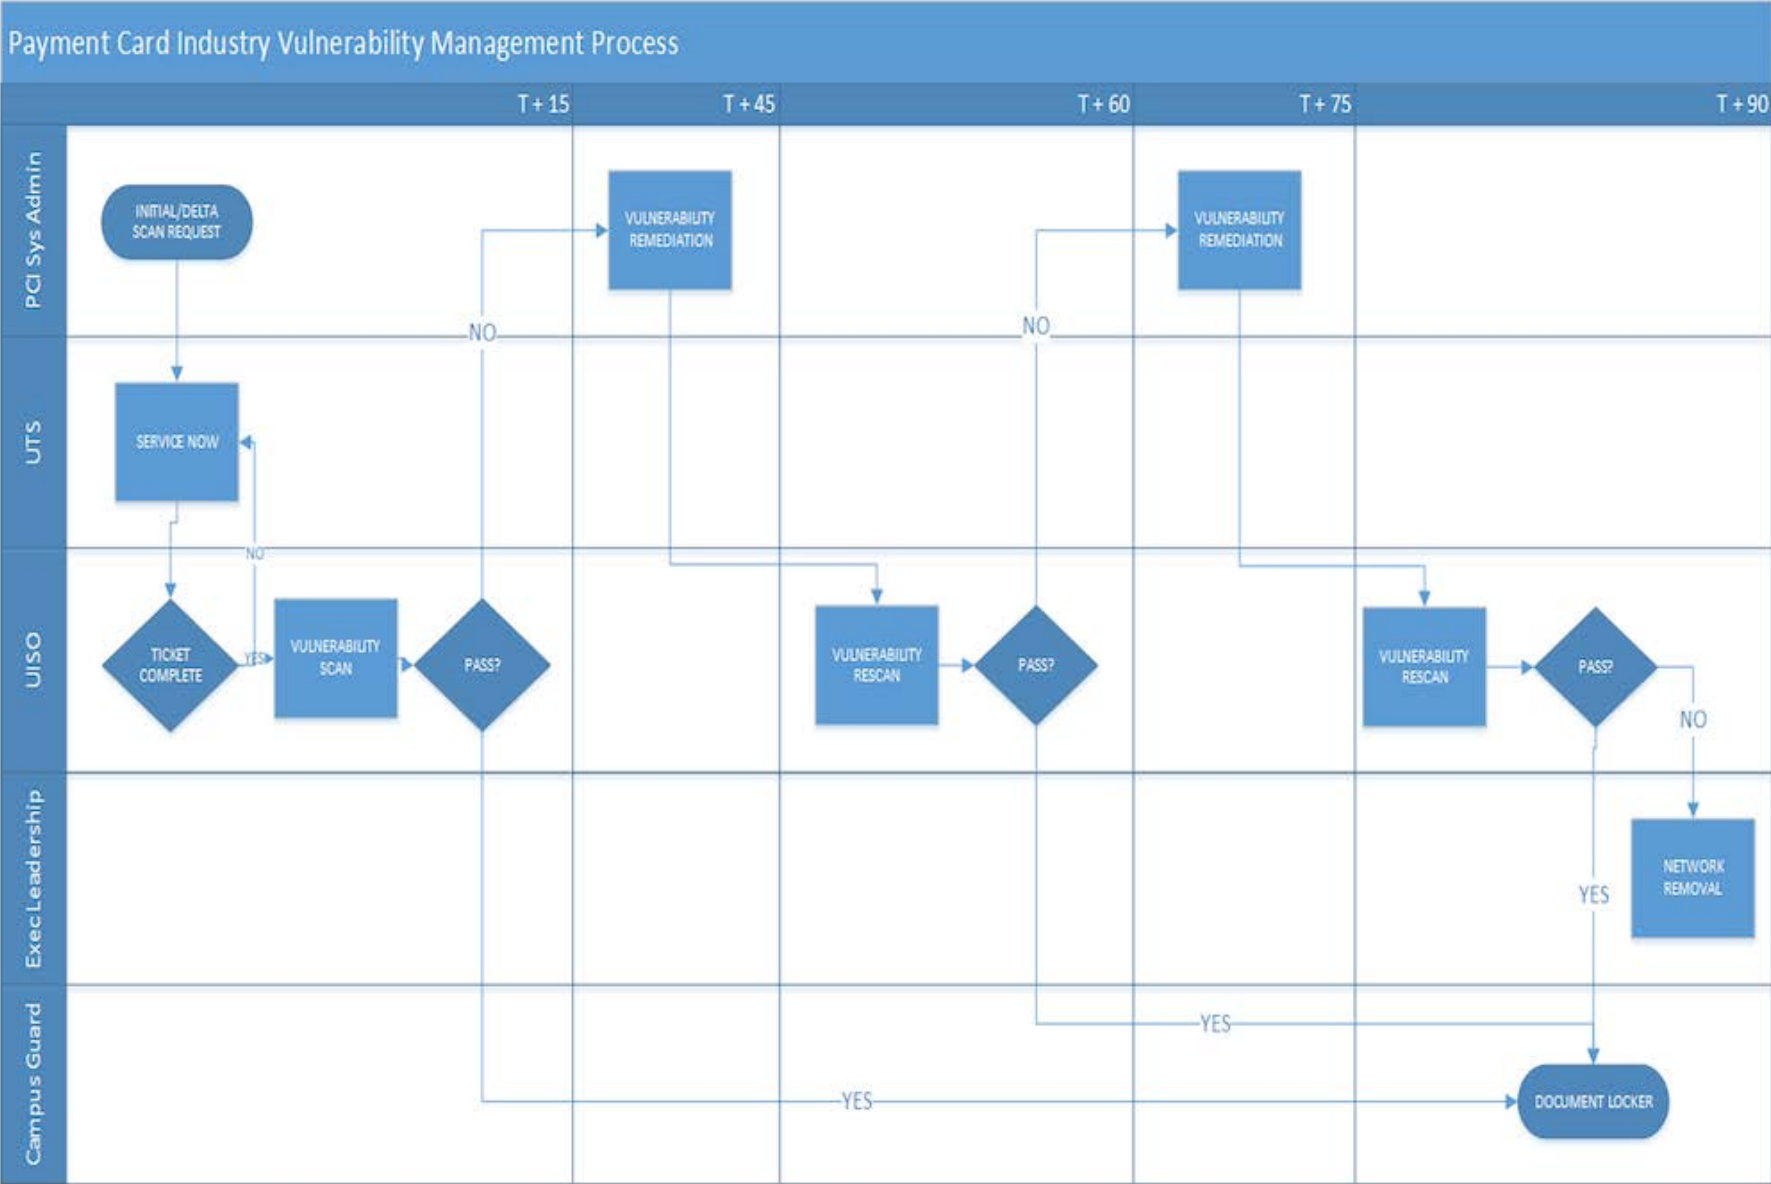 Payment Card Industry Vulnerability Management Process
T + 15
T + 45
T + 60
T + 75
T + 90
PCI Sys Admin
INITIAL/DELTA
SCAN REQUEST
VULNERABILITY
REMEDIATION
VULNERABILITY
REMEDIATION
NO
NO
UTS
SERVICE NOW
NO
UISO
TICKET
COMPLETE
YES
VULNERABILITY
SCAN
PASS?
VULNERABILITY
RESCAN
PASS?
VULNERABILITY
RESCAN
PASS?
NO
Exec Leadership
NETWORK
REMOVAL
YES
Campus Guard
YES
YES
DOCUMENT LOCKER